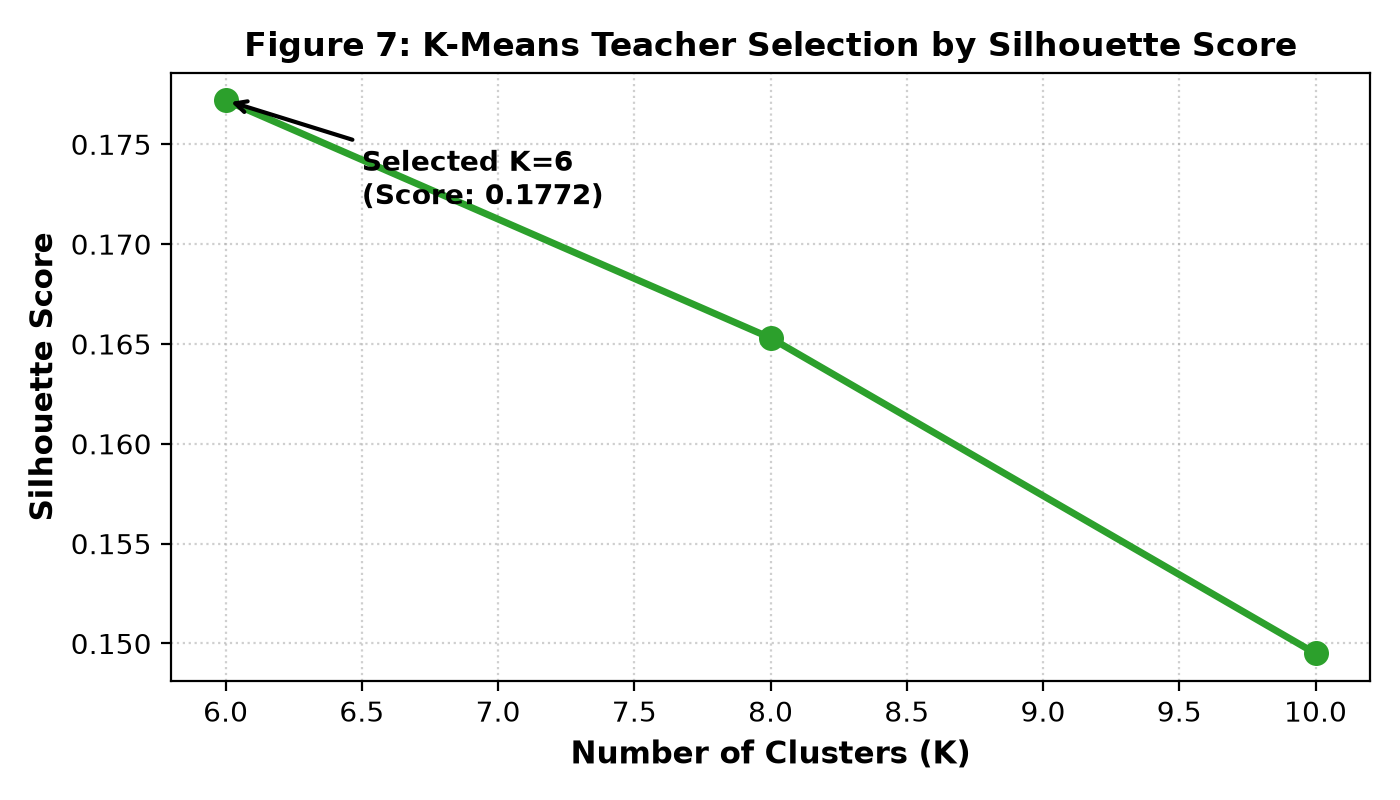 Figure 7: K-Means Teacher Selection by Silhouette Score
Silhouette Score
0.175
0.170
0.165
0.160
0.155
0.150
Selected K=6
(Score: 0.1772)
6.0 6.5 7.0 7.5 8.0 8.5 9.0 9.5 10.0
Number of Clusters (K)